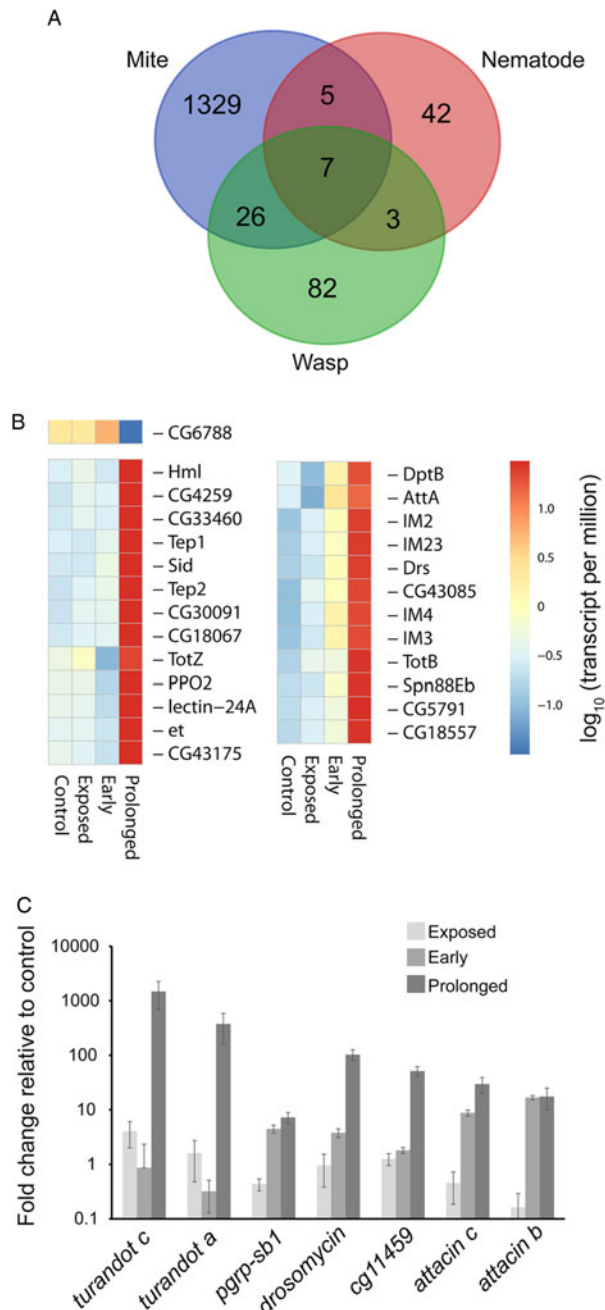 A
Mite
Nematode
1329
5
42
7
26
3
82
Wasp
B
CG6788
Hml
CG4259
CG33460
Tep1
Sid
Tep2
CG30091
CG18067
TotZ
PPO2
lectin-24A
et
CG43175
Control
Exposed
Early
Prolonged
DptB
AttA
IM2
IM23
Drs
CG43085
IM4
IM3
TotB
Spn88Eb
CG5791
CG18557
Control
Exposed
Early
Prolonged
1.0
0.5
0
−0.5
−1.0
log10 (transcript per million)
C
Exposed
Early
Prolonged
Fold change relative to control
10000
1000
100
10
1
0.1
turandot c
turandot a
pgrp-sb1
drosomycin
cg11459
attacin c
attacin b